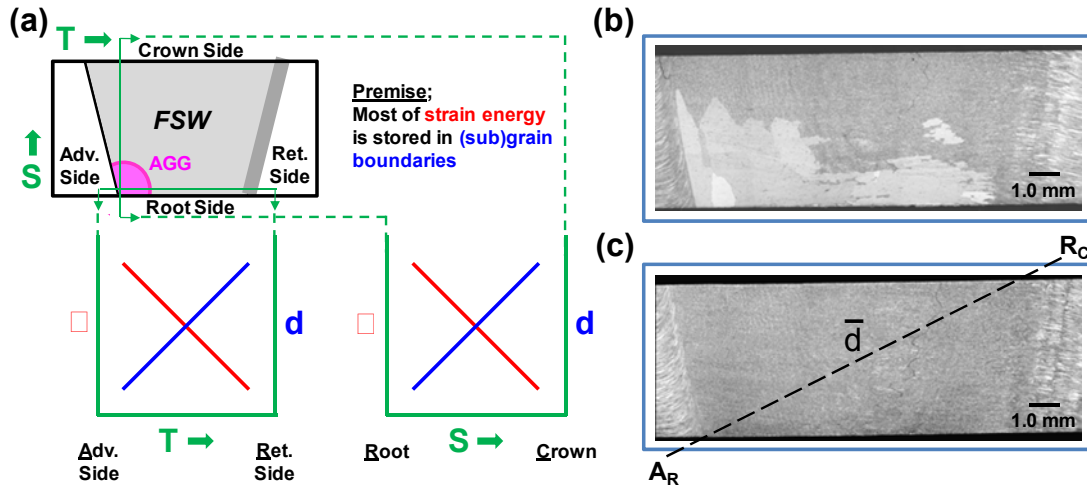 (a)
T
Crown Side
Premise;
Most of strain energy
is stored in (sub)grain
boundaries
FSW
S
Adv.
Side
AGG
Ret.
Side
Root Side
d
d
T
S
Adv.
Side
Ret.
Side
Root
Crown
(b)
1.0 mm
(c)
R_C
d̅
1.0 mm
A_R